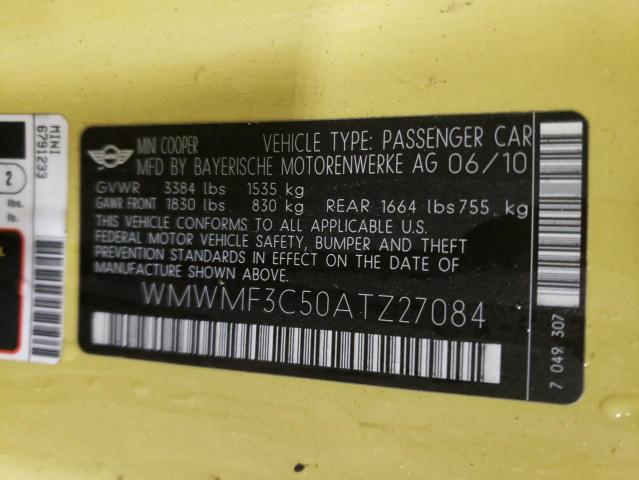 MINI
6791233
2
lbs.
lb.
MINI COOPER VEHICLE TYPE: PASSENGER CAR
MFD BY BAYERISCHE MOTORENWERKE AG 06/10
GVWR 3384 lbs 1535 kg
GAWR FRONT 1830 lbs 830 kg REAR 1664 lbs 755 kg
THIS VEHICLE CONFORMS TO ALL APPLICABLE U.S.
FEDERAL MOTOR VEHICLE SAFETY, BUMPER AND THEFT
PREVENTION STANDARDS IN EFFECT ON THE DATE OF
MANUFACTURE SHOWN ABOVE.
WMWMF3C50ATZ27084
7 049 307